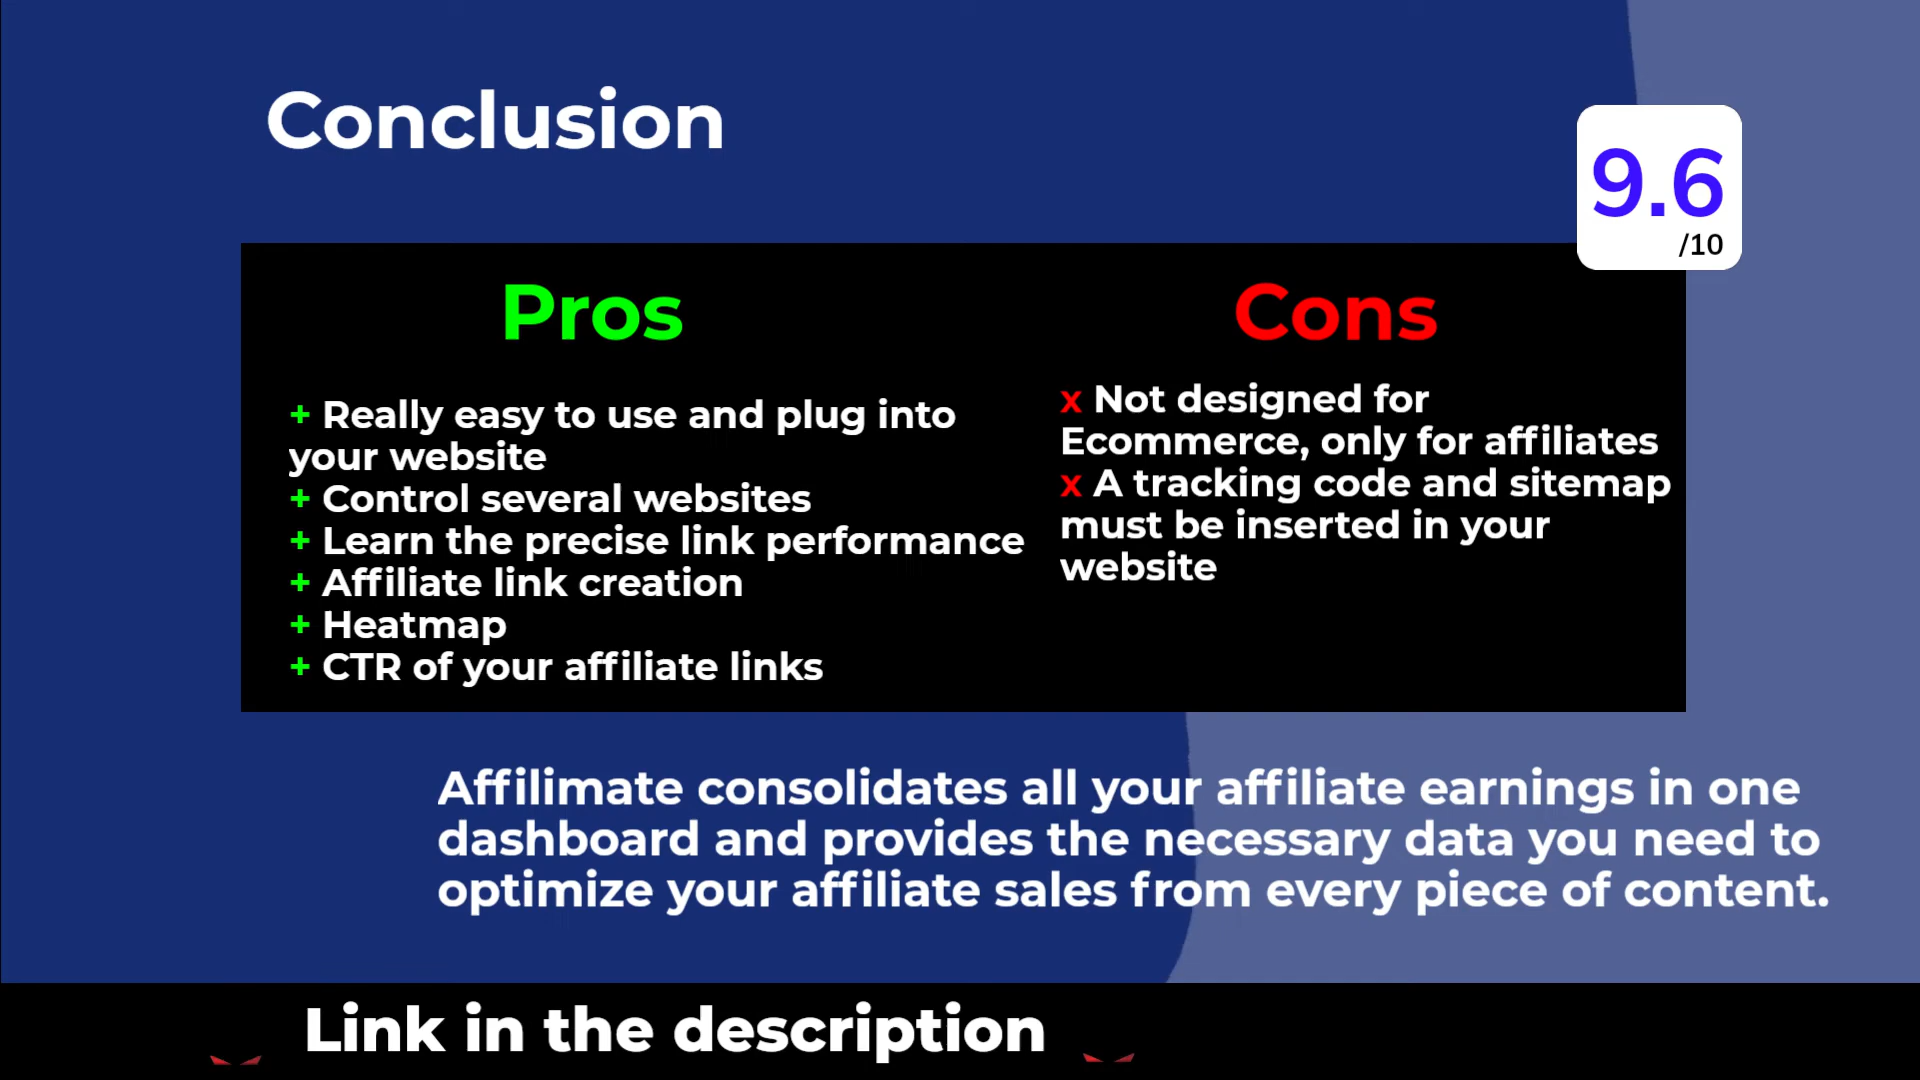 Conclusion
9.6
/10
Pros
+ Really easy to use and plug into
your website
+ Control several websites
+ Learn the precise link performance
+ Affiliate link creation
+ Heatmap
+ CTR of your affiliate links
Cons
x Not designed for
Ecommerce, only for affiliates
x A tracking code and sitemap
must be inserted in your
website
Affilimate consolidates all your affiliate earnings in one
dashboard and provides the necessary data you need to
optimize your affiliate sales from every piece of content.
Link in the description